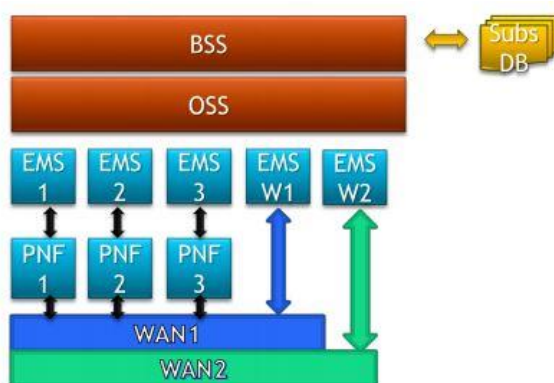 BSS
Subs
DB
OSS
EMS
1
EMS
2
EMS
3
EMS
W1
EMS
W2
PNF
1
PNF
2
PNF
3
WAN1
WAN2